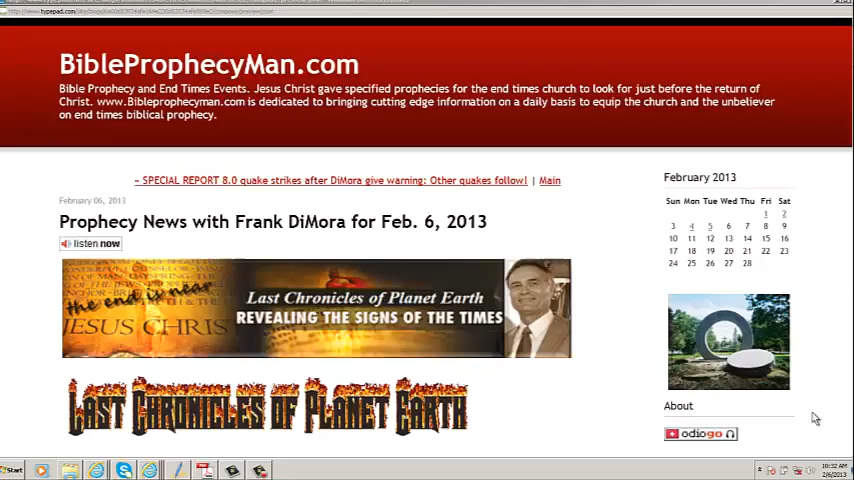 BibleProphecyMan.com
Bible Prophecy and End Times Events. Jesus Christ gave specified prophecies for the end times church to look for just before the return of
Christ. www.Bibleprophecyman.com is dedicated to bringing cutting edge information on a daily basis to equip the church and the unbeliever
on end times biblical prophecy.
« SPECIAL REPORT 8.0 quake strikes after DiMora give warning: Other quakes follow! | Main
February 06, 2013
Prophecy News with Frank DiMora for Feb. 6, 2013
listen now
the end is near
JESUS CHRIS
Last Chronicles of Planet Earth
REVEALING THE SIGNS OF THE TIMES
LAST CHRONICLES OF PLANET EARTH
February 2013
Sun Mon Tue Wed Thu Fri Sat
1 2
3 4 5 6 7 8 9
10 11 12 13 14 15 16
17 18 19 20 21 22 23
24 25 26 27 28
About
odiogo
Start
10:32 AM
2/6/2013